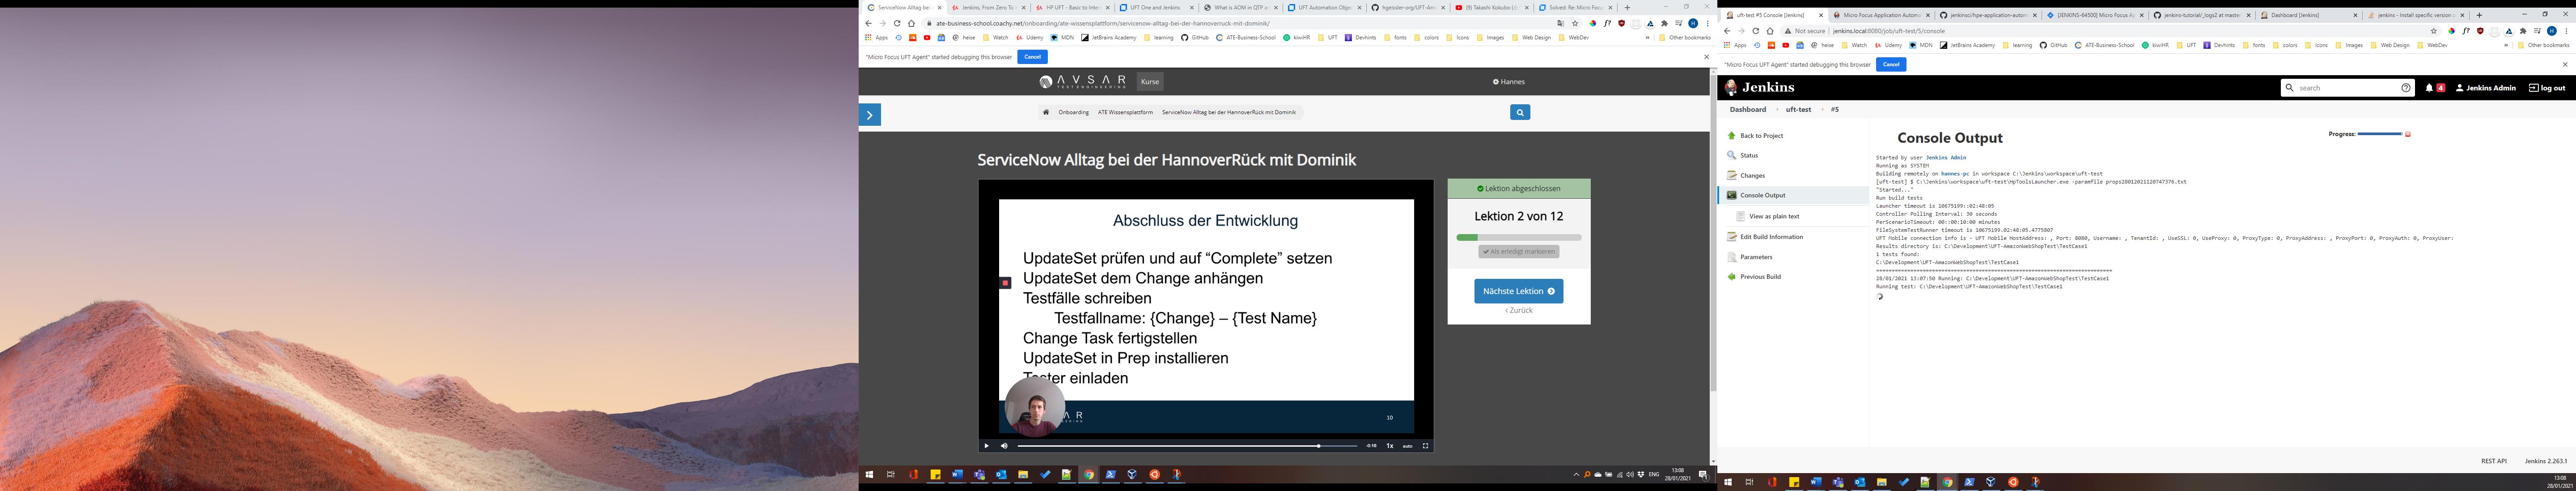 ServiceNow Alltag bei
Jenkins, From Zero To
HP UFT - Basic to Inter
UFT One and Jenkins
What is AOM in QTP
UFT Automation Obje
hgeissler-org/UFT-Am
(9) Takashi Kokubo
Solved: Re: Micro Focus
ate-business-school.coachy.net/onboarding/ate-wissensplattform/servicenow-alltag-bei-der-hannoverruck-mit-dominik/
Apps
heise
Watch
Udemy
MDN
JetBrains Academy
learning
GitHub
ATE-Business-School
kiwiHR
UFT
Devhints
fonts
colors
Icons
Images
Web Design
WebDev
Other bookmarks
"Micro Focus UFT Agent" started debugging this browser
Cancel
AVSAR
TESTENGINEERING
Kurse
Hannes
Onboarding
ATE Wissensplattform
ServiceNow Alltag bei der HannoverRück mit Dominik
ServiceNow Alltag bei der HannoverRück mit Dominik
Abschluss der Entwicklung
UpdateSet prüfen und auf “Complete” setzen
UpdateSet dem Change anhängen
Testfälle schreiben
Testfallname: {Change} – {Test Name}
Change Task fertigstellen
UpdateSet in Prep installieren
Tester einladen
10
-0:16
1x
auto
Lektion abgeschlossen
Lektion 2 von 12
Als erledigt markieren
Nächste Lektion
‹ Zurück
ENG
13:08
28/01/2021
uft-test #5 Console [Jenkins]
Micro Focus Application Autom
jenkinsci/hpe-application-autom
[JENKINS-64500] Micro Focus Ap
jenkins-tutorial/_logs2 at master
Dashboard [Jenkins]
jenkins - Install specific version
Not secure
jenkins.local:8080/job/uft-test/5/console
Apps
heise
Watch
Udemy
MDN
JetBrains Academy
learning
GitHub
ATE-Business-School
kiwiHR
UFT
Devhints
fonts
colors
Icons
Images
Web Design
WebDev
Other bookmarks
"Micro Focus UFT Agent" started debugging this browser
Cancel
Jenkins
search
4
Jenkins Admin
log out
Dashboard
uft-test
#5
Back to Project
Status
Changes
Console Output
View as plain text
Edit Build Information
Parameters
Previous Build
Console Output
Progress:
Started by user Jenkins Admin
Running as SYSTEM
Building remotely on hannes-pc in workspace C:\Jenkins\workspace\uft-test
[uft-test] $ C:\Jenkins\workspace\uft-test\HpToolsLauncher.exe -paramfile props28012021120747376.txt
"Started..."
Run build tests
Launcher timeout is 10675199::02:48:05
Controller Polling Interval: 30 seconds
PerScenarioTimeout: 00::00:10:00 minutes
FileSystemTestRunner timeout is 10675199.02:48:05.4775807
UFT Mobile connection info is - UFT Mobile HostAddress: , Port: 8080, Username: , TenantId: , UseSSL: 0, UseProxy: 0, ProxyType: 0, ProxyAddress: , ProxyPort: 0, ProxyAuth: 0, ProxyUser:
Results directory is: C:\Development\UFT-AmazonWebShopTest\TestCase1
1 tests found:
C:\Development\UFT-AmazonWebShopTest\TestCase1
28/01/2021 13:07:50 Running: C:\Development\UFT-AmazonWebShopTest\TestCase1
Running test: C:\Development\UFT-AmazonWebShopTest\TestCase1
REST API
Jenkins 2.263.1
13:08
28/01/2021